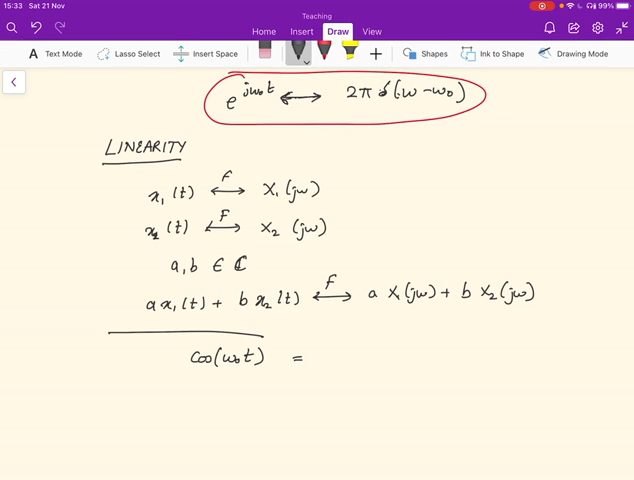 15:33 Sat 21 Nov
99%
Teaching
Home Insert Draw View
A Text Mode Lasso Select Insert Space Shapes Ink to Shape Drawing Mode
e^{jω₀t} ⟷ 2π δ(ω − ω₀)
LINEARITY
x₁(t) ⟷ F X₁(jω)
x₂(t) ⟷ F X₂(jω)
a, b ∈ ℂ
a x₁(t) + b x₂(t) ⟷ F a X₁(jω) + b X₂(jω)
cos(ω₀t) =